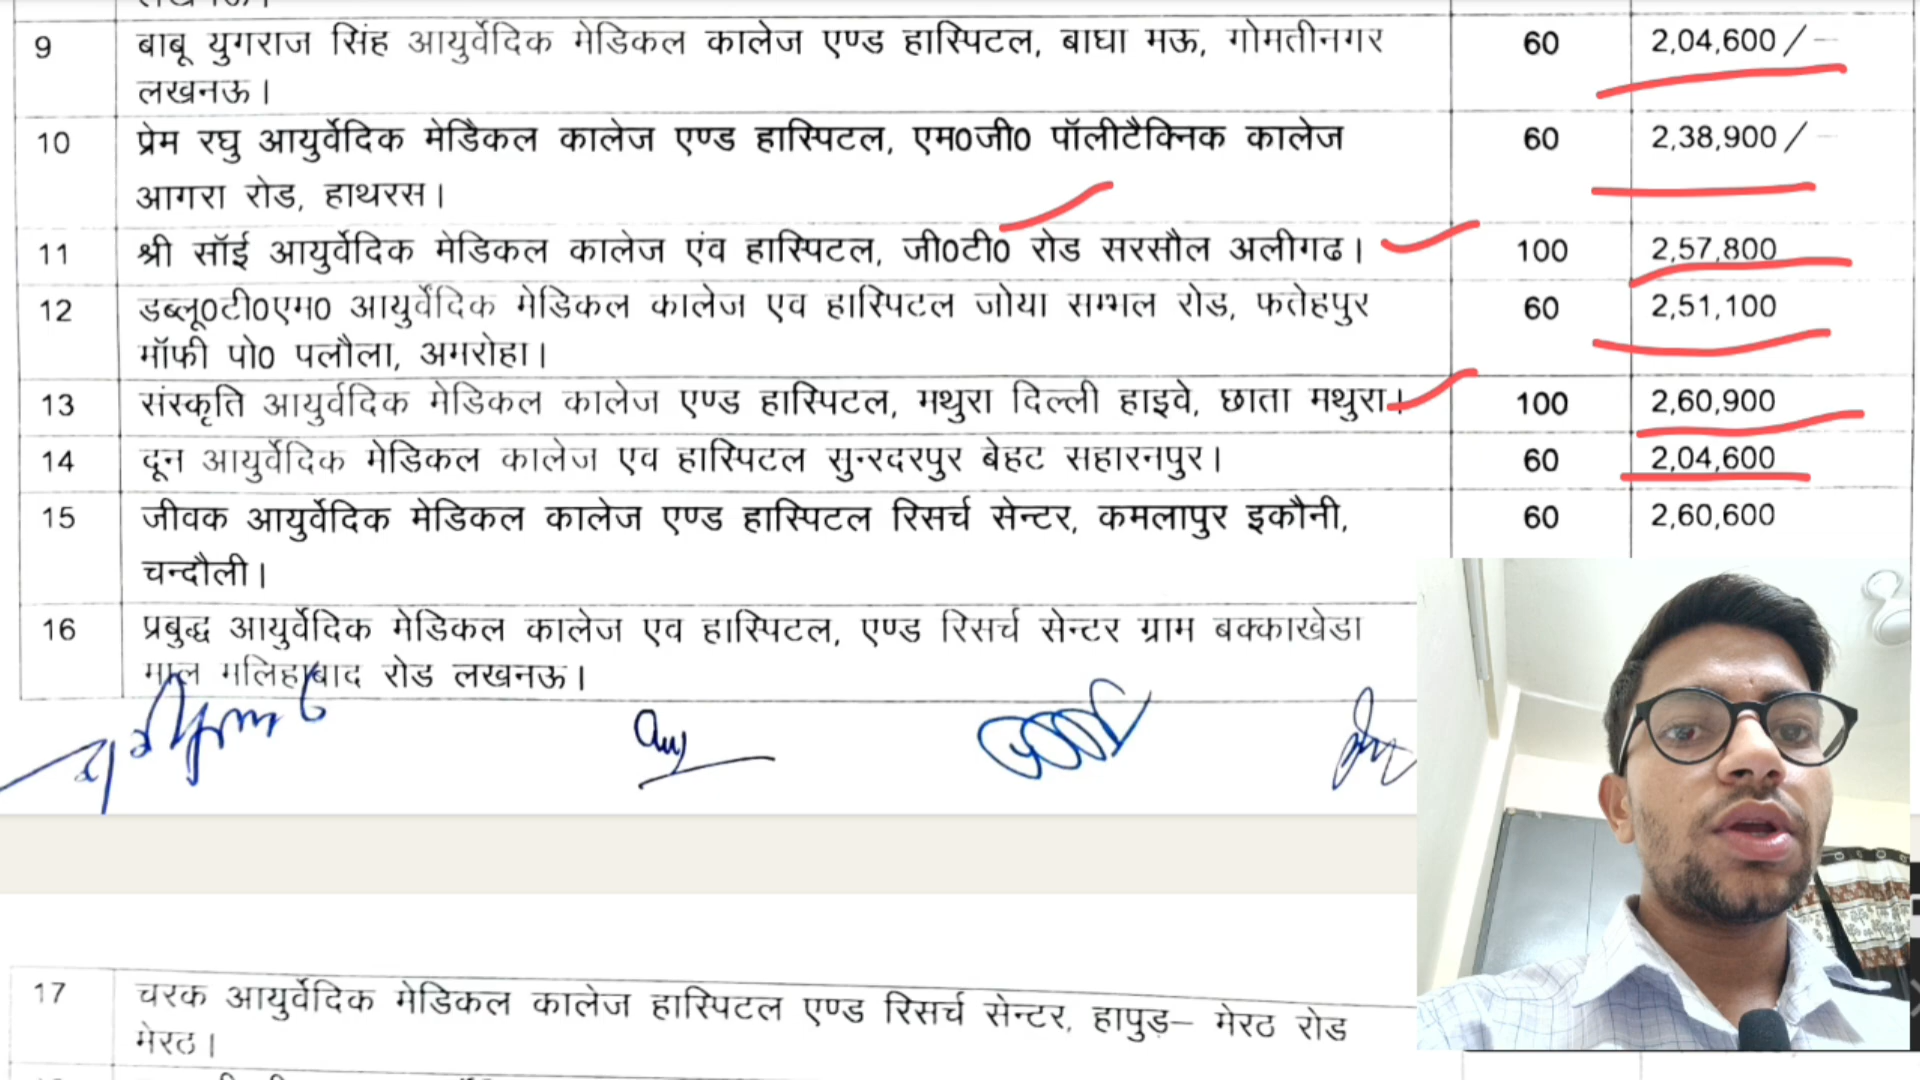 9 बाबू युगराज सिंह आयुर्वेदिक मेडिकल कालेज एण्ड हास्पिटल, बाघा मऊ, गोमतीनगर 60 2,04,600/-
लखनऊ।
10 प्रेम रघु आयुर्वेदिक मेडिकल कालेज एण्ड हास्पिटल, एम0जी0 पॉलीटैक्निक कालेज 60 2,38,900/-
आगरा रोड, हाथरस।
11 श्री सॉई आयुर्वेदिक मेडिकल कालेज एंव हास्पिटल, जी0टी0 रोड सरसौल अलीगढ। 100 2,57,800
12 डब्लू0टी0एम0 आयुर्वेदिक मेडिकल कालेज एव हास्पिटल जोया सम्भल रोड, फतेहपुर 60 2,51,100
मॉफी पो0 पलौला, अमरोहा।
13 संस्कृति आयुर्वदिक मेडिकल कालेज एण्ड हास्पिटल, मथुरा दिल्ली हाइवे, छाता मथुरा। 100 2,60,900
14 दून आयुर्वेदिक मेडिकल कालेज एव हास्पिटल सुन्दरपुर बेहट सहारनपुर। 60 2,04,600
15 जीवक आयुर्वेदिक मेडिकल कालेज एण्ड हास्पिटल रिसर्च सेन्टर, कमलापुर इकौनी, 60 2,60,600
चन्दौली।
16 प्रबुद्ध आयुर्वेदिक मेडिकल कालेज एव हास्पिटल, एण्ड रिसर्च सेन्टर ग्राम बक्काखेडा
माल मलिहाबाद रोड लखनऊ।
17 चरक आयुर्वेदिक मेडिकल कालेज हास्पिटल एण्ड रिसर्च सेन्टर, हापुड़– मेरठ रोड
मेरठ।